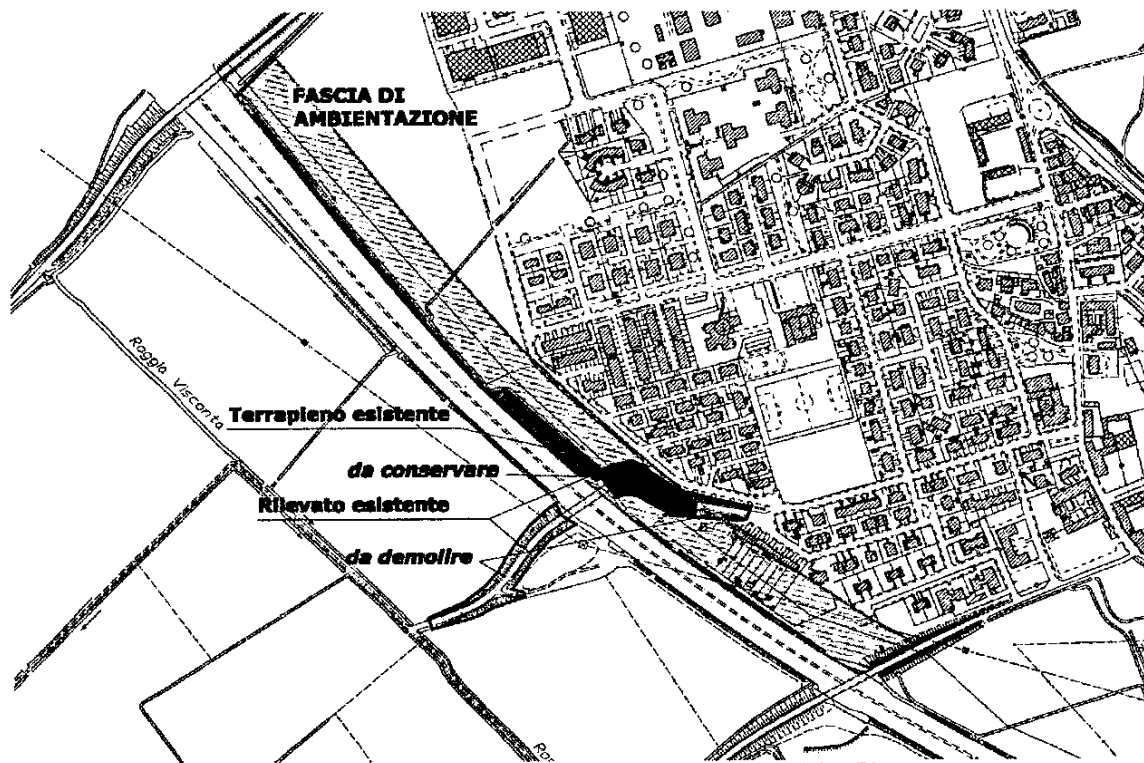 FASCIA DI
AMBIENTAZIONE
Roggia Visconta
Terrapieno esistente
da conservare
Rilevato esistente
da demolire